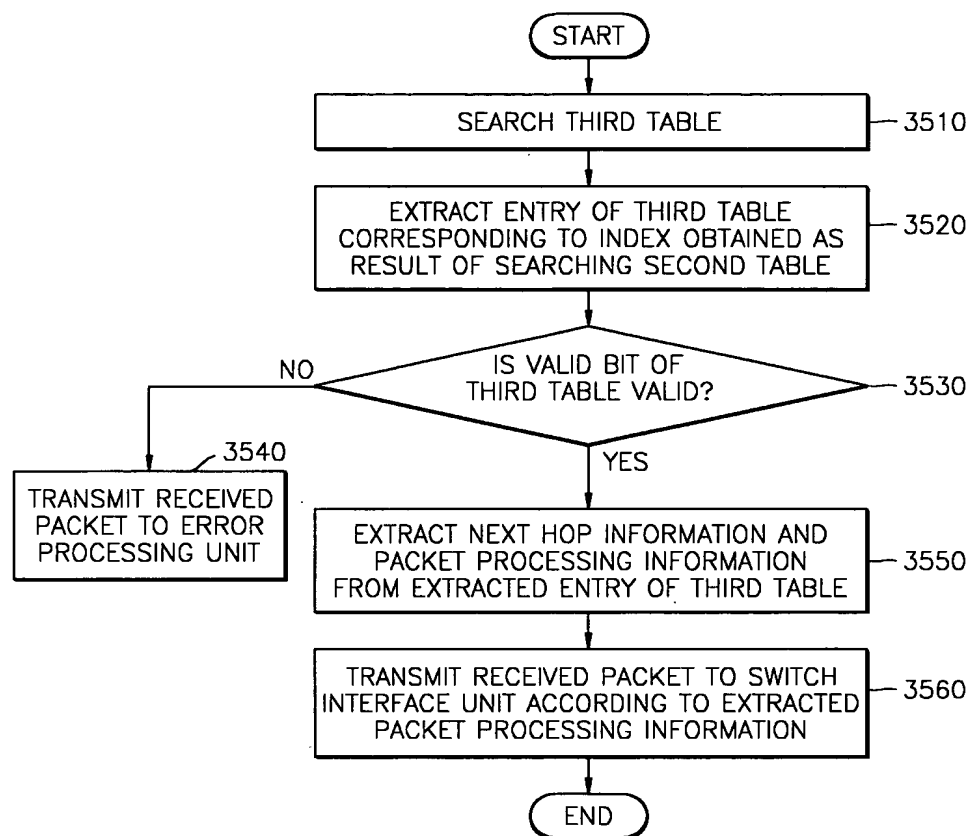 START
SEARCH THIRD TABLE
3510
EXTRACT ENTRY OF THIRD TABLE
CORRESPONDING TO INDEX OBTAINED AS
RESULT OF SEARCHING SECOND TABLE
3520
IS VALID BIT OF
THIRD TABLE VALID?
3530
NO
YES
3540
TRANSMIT RECEIVED
PACKET TO ERROR
PROCESSING UNIT
EXTRACT NEXT HOP INFORMATION AND
PACKET PROCESSING INFORMATION
FROM EXTRACTED ENTRY OF THIRD TABLE
3550
TRANSMIT RECEIVED PACKET TO SWITCH
INTERFACE UNIT ACCORDING TO EXTRACTED
PACKET PROCESSING INFORMATION
3560
END